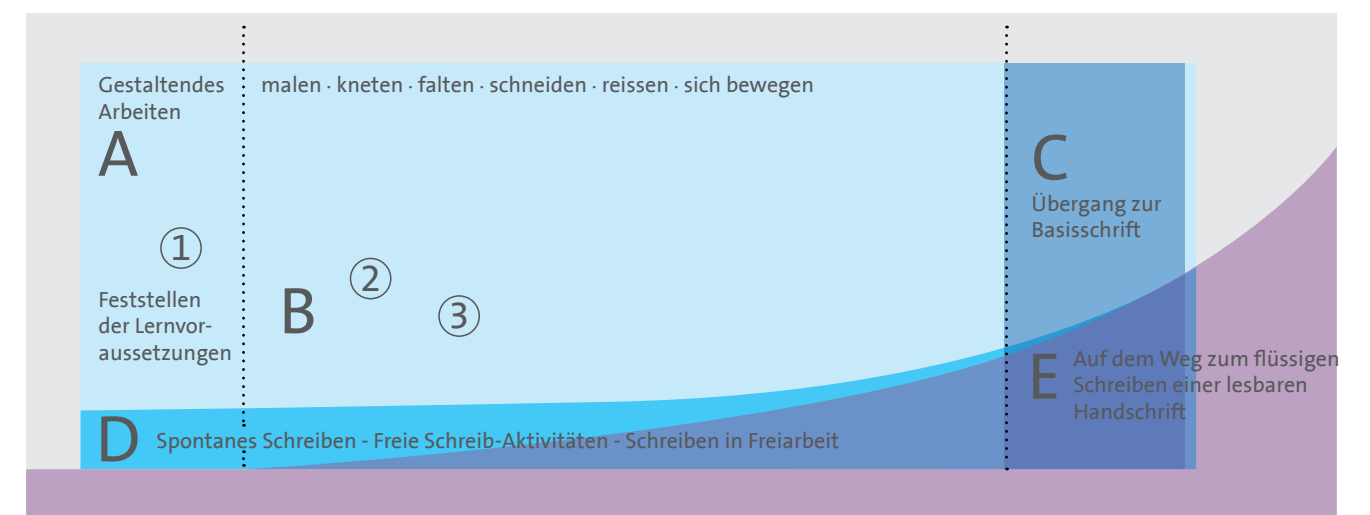 Gestaltendes
Arbeiten
malen · kneten · falten · schneiden · reissen · sich bewegen
A
C
Übergang zur
Basisschrift
1
2
B
3
Feststellen
der Lernvor-
aussetzungen
E
Auf dem Weg zum flüssigen
Schreiben einer lesbaren
Handschrift
D
Spontanes Schreiben - Freie Schreib-Aktivitäten - Schreiben in Freiarbeit